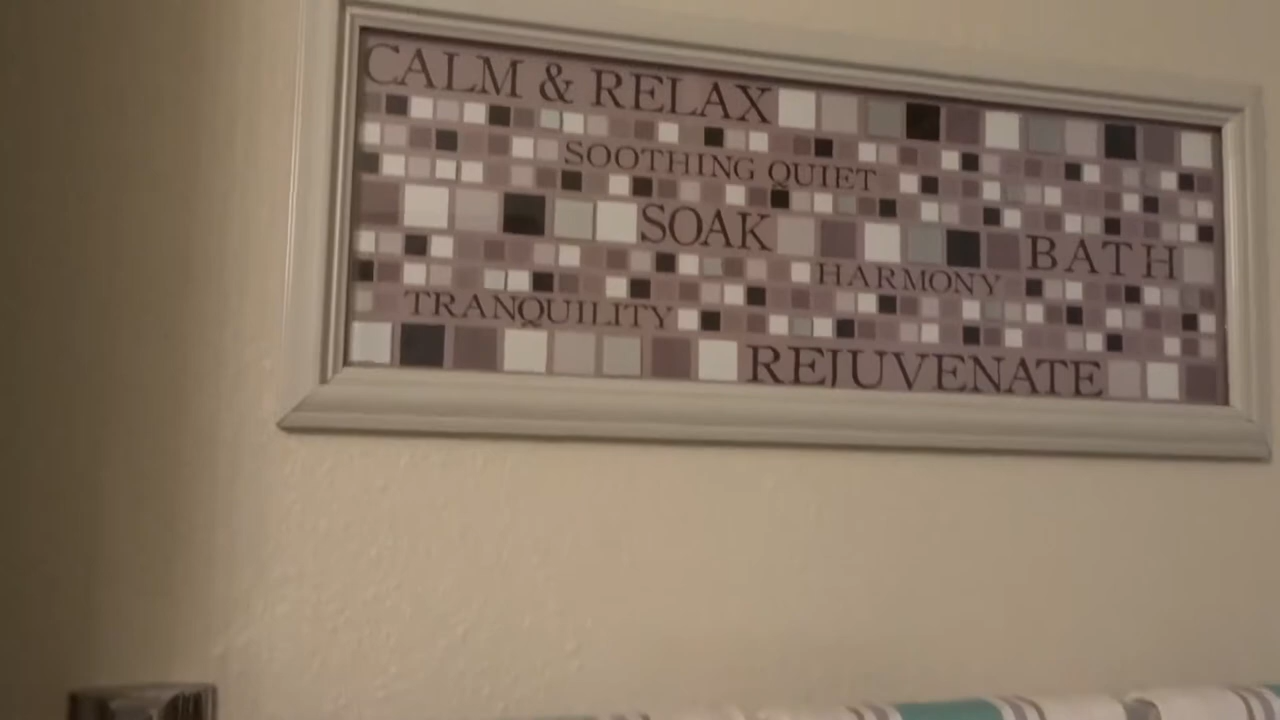 CALM & RELAX
SOOTHING QUIET
SOAK
BATH
HARMONY
TRANQUILITY
REJUVENATE